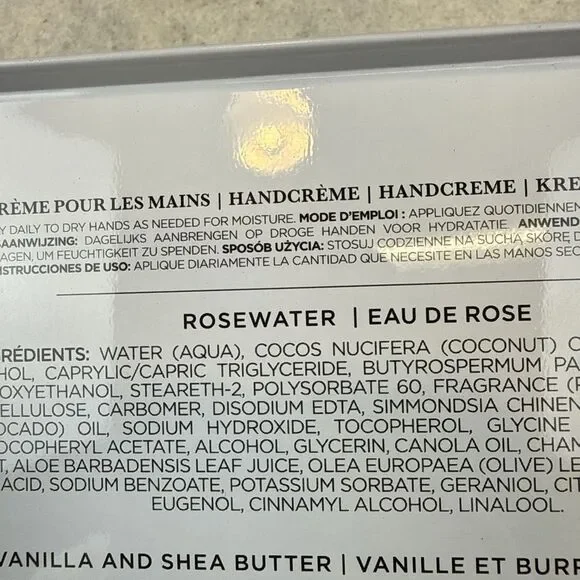 RÈME POUR LES MAINS | HANDCRÈME | HANDCREME | KRE
Y DAILY TO DRY HANDS AS NEEDED FOR MOISTURE. MODE D'EMPLOI : APPLIQUEZ QUOTIDIENNEM
SAANWIJZING: DAGELIJKS AANBRENGEN OP DROGE HANDEN VOOR HYDRATATIE. ANWEND
AGEN, UM FEUCHTIGKEIT ZU SPENDEN. SPOSÓB UŻYCIA: STOSUJ CODZIENNE NA SUCHĄ SKÓRĘ D
NSTRUCCIONES DE USO: APLIQUE DIARIAMENTE LA CANTIDAD QUE NECESITE EN LAS MANOS SEC
ROSEWATER | EAU DE ROSE
GRÉDIENTS: WATER (AQUA), COCOS NUCIFERA (COCONUT) O
HOL, CAPRYLIC/CAPRIC TRIGLYCERIDE, BUTYROSPERMUM PA
OXYETHANOL, STEARETH-2, POLYSORBATE 60, FRAGRANCE (P
CELLULOSE, CARBOMER, DISODIUM EDTA, SIMMONDSIA CHINEN
OCADO) OIL, SODIUM HYDROXIDE, TOCOPHEROL, GLYCINE
OCOPHERYL ACETATE, ALCOHOL, GLYCERIN, CANOLA OIL, CHAM
T, ALOE BARBADENSIS LEAF JUICE, OLEA EUROPAEA (OLIVE) LE
ACID, SODIUM BENZOATE, POTASSIUM SORBATE, GERANIOL, CIT
EUGENOL, CINNAMYL ALCOHOL, LINALOOL.
VANILLA AND SHEA BUTTER | VANILLE ET BURR